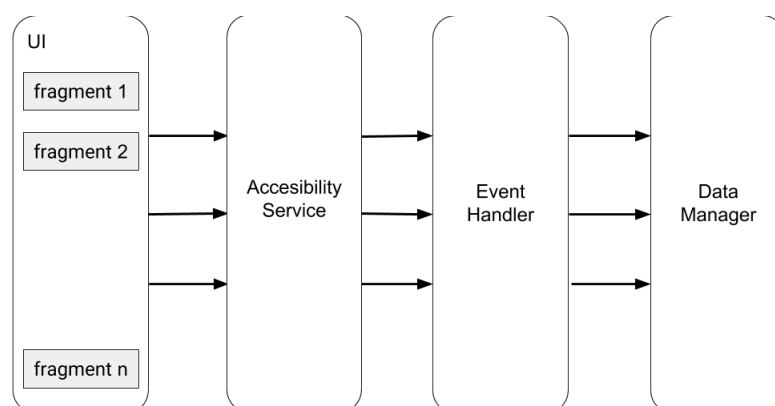 UI
fragment 1
fragment 2
fragment n
Accesibility
Service
Event
Handler
Data
Manager